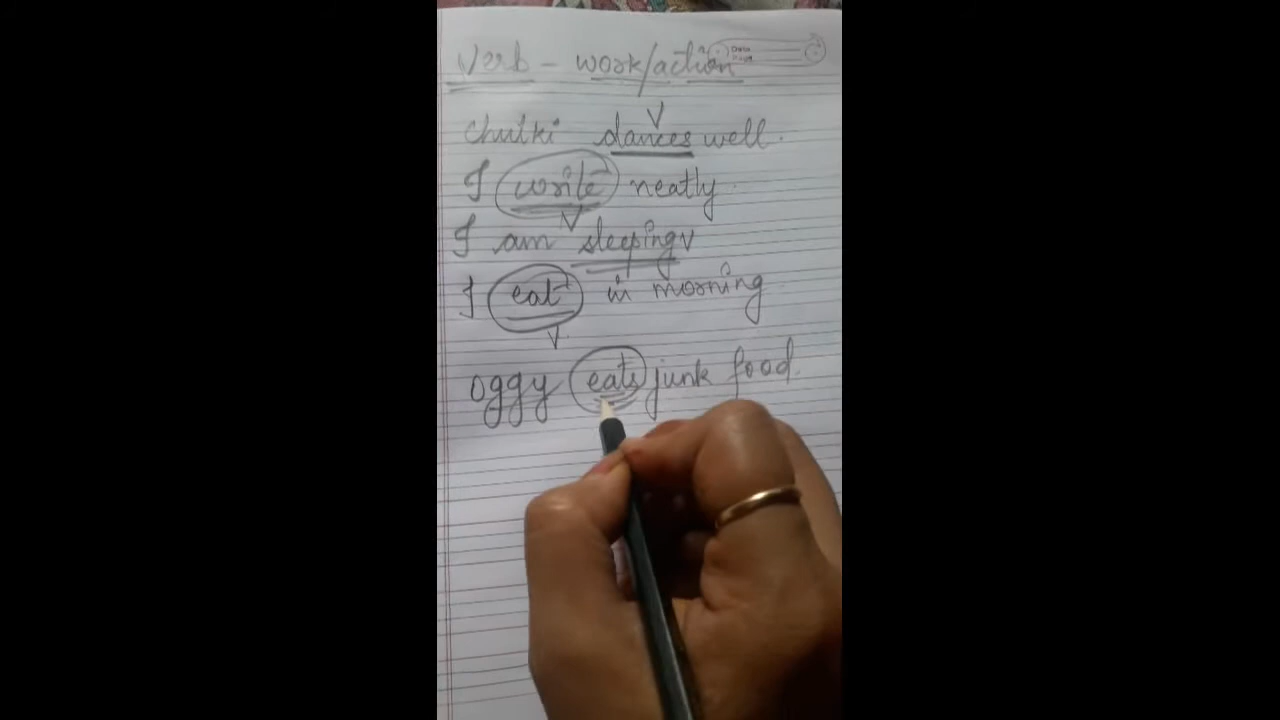 Verb - work/action
Chutki dances well.
V
I write neatly.
V
I am sleeping V
I eat in morning
V
Oggy eats junk food.